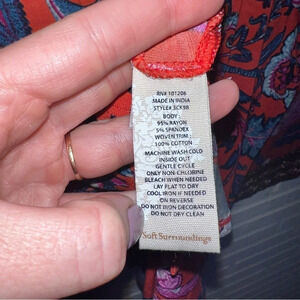 RN# 101206
MADE IN INDIA
STYLE# 3CX98
BODY:
95% RAYON
5% SPANDEX
WOVEN TRIM:
100% COTTON
MACHINE WASH COLD
INSIDE OUT
GENTLE CYCLE
ONLY NON-CHLORINE
BLEACH WHEN NEEDED
LAY FLAT TO DRY
COOL IRON IF NEEDED
ON REVERSE
DO NOT IRON DECORATION
DO NOT DRY CLEAN
Soft Surroundings